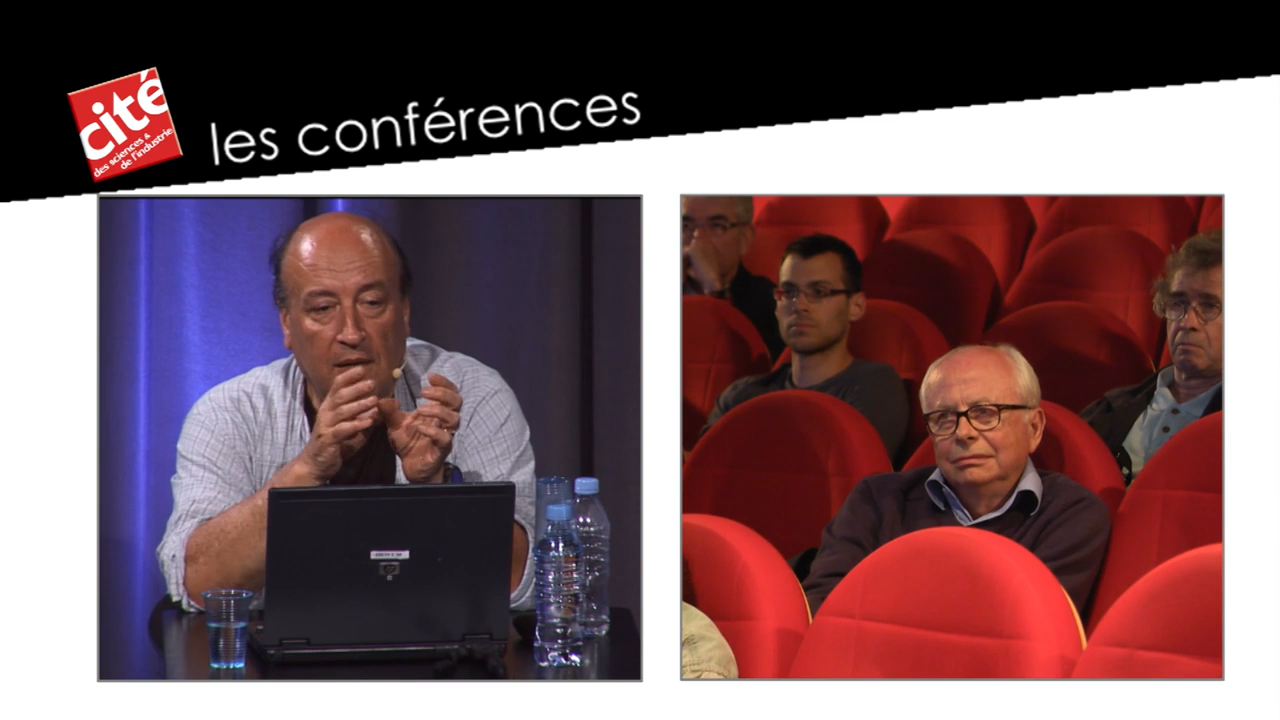 cité
des sciences &
de l'industrie
les conférences